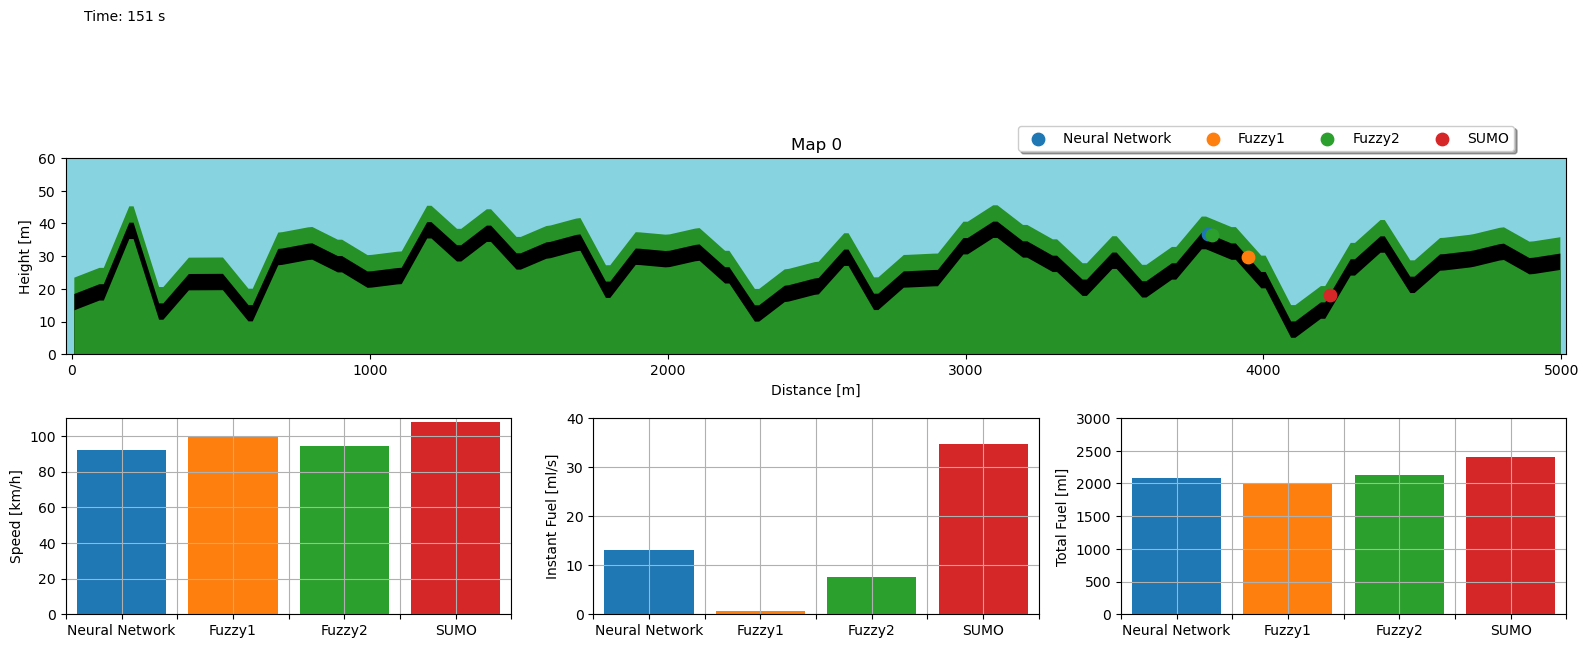 Time: 151 s
Map 0
Neural Network Fuzzy1 Fuzzy2 SUMO
Height [m]
60
50
40
30
20
10
0
0 1000 2000 3000 4000 5000
Distance [m]
Speed [km/h]
100
80
60
40
20
0
Neural Network Fuzzy1 Fuzzy2 SUMO
Instant Fuel [ml/s]
40
30
20
10
0
Neural Network Fuzzy1 Fuzzy2 SUMO
Total Fuel [ml]
3000
2500
2000
1500
1000
500
0
Neural Network Fuzzy1 Fuzzy2 SUMO